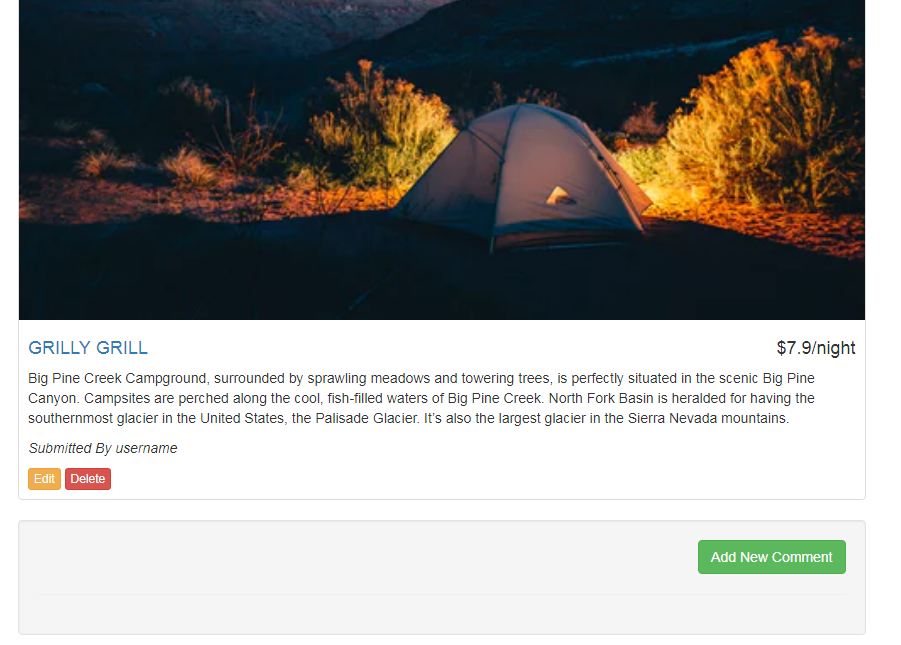 GRILLY GRILL $7.9/night
Big Pine Creek Campground, surrounded by sprawling meadows and towering trees, is perfectly situated in the scenic Big Pine
Canyon. Campsites are perched along the cool, fish-filled waters of Big Pine Creek. North Fork Basin is heralded for having the
southernmost glacier in the United States, the Palisade Glacier. It's also the largest glacier in the Sierra Nevada mountains.
Submitted By username
Edit Delete
Add New Comment